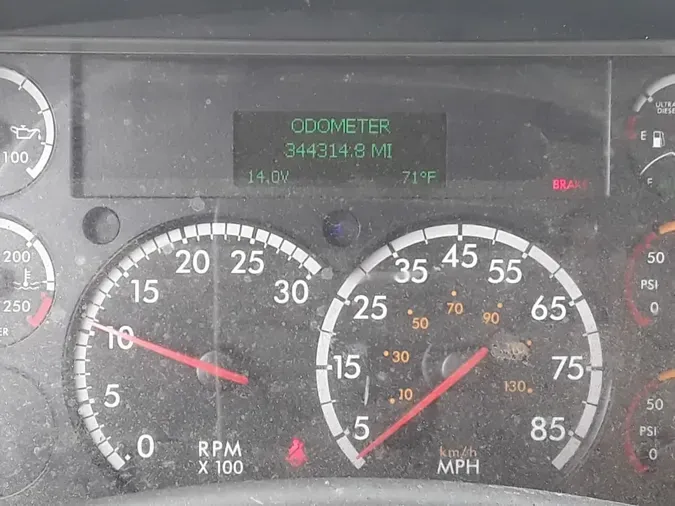 ODOMETER
344314.8 MI
14.0V 71°F
BRAKE
100
200
250
ULTRA
DIESEL
E
0
5
10
15
20
25
30
RPM
X 100
5
15
25
35
45
55
65
75
85
10
30
50
70
90
130
km/h
MPH
50
PSI
0
50
PSI
0